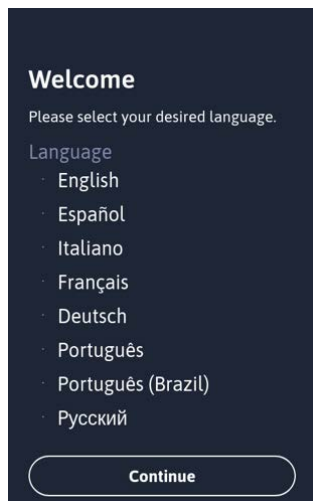 Welcome
Please select your desired language.
Language
English
Español
Italiano
Français
Deutsch
Português
Português (Brazil)
Русский
Continue